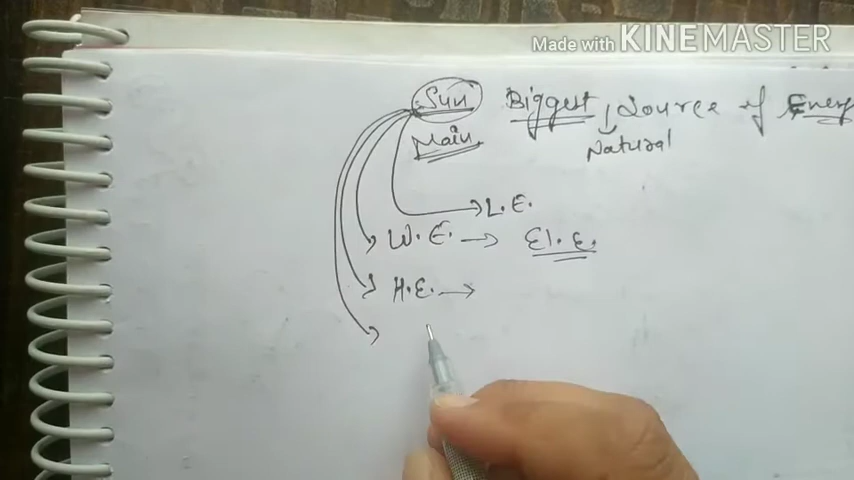 Made with KINEMASTER
Sun Biggest source of Energ
Main Natural
L.E.
W.E. → El.E.
H.E. →